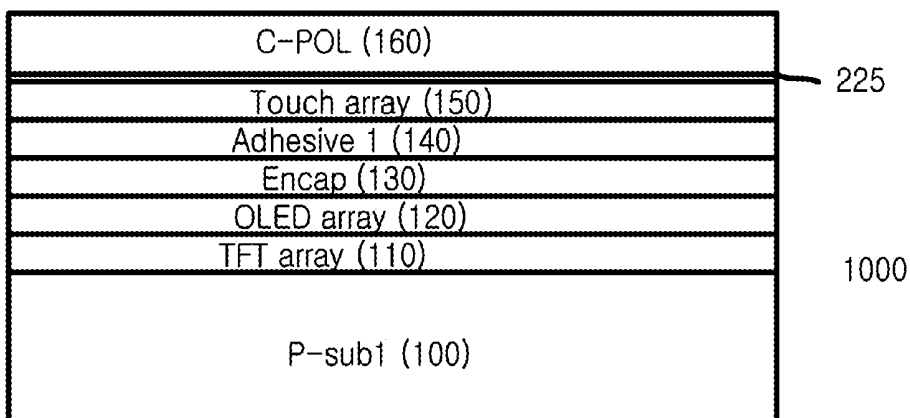 C-POL (160)
225
Touch array (150)
Adhesive 1 (140)
Encap (130)
OLED array (120)
TFT array (110)
1000
P-sub1 (100)